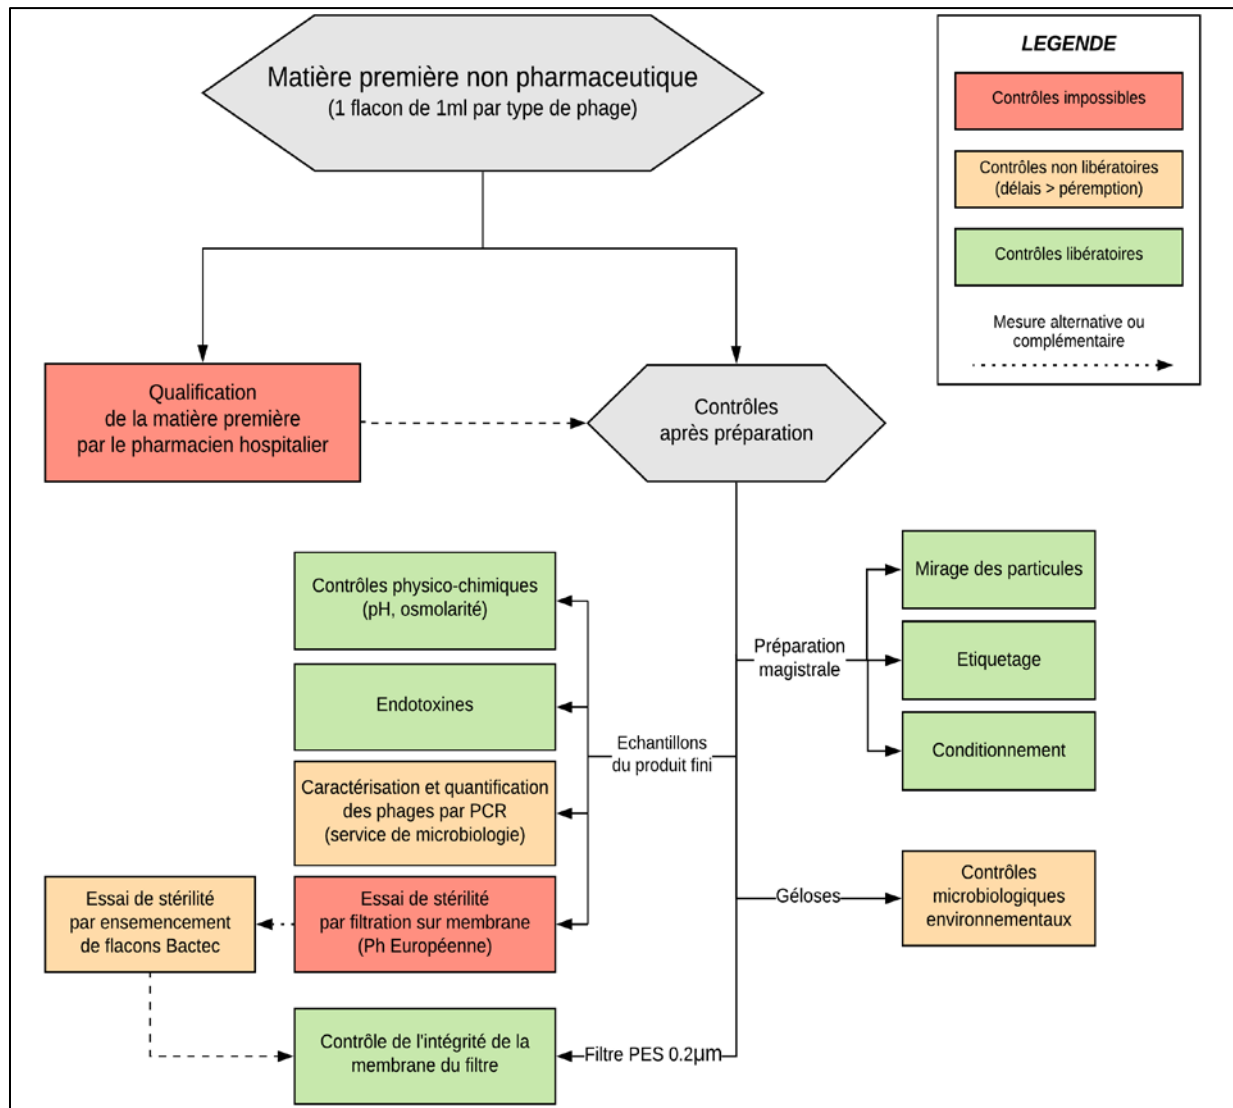 Matière première non pharmaceutique
(1 flacon de 1ml par type de phage)
LEGENDE
Contrôles impossibles
Contrôles non libératoires
(délais > péremption)
Contrôles libératoires
Mesure alternative ou
complémentaire
Qualification
de la matière première
par le pharmacien hospitalier
Contrôles
après préparation
Contrôles physico-chimiques
(pH, osmolarité)
Endotoxines
Caractérisation et quantification
des phages par PCR
(service de microbiologie)
Essai de stérilité
par filtration sur membrane
(Ph Européenne)
Essai de stérilité
par ensemencement
de flacons Bactec
Contrôle de l'intégrité de la
membrane du filtre
Echantillons
du produit fini
Préparation
magistrale
Mirage des particules
Etiquetage
Conditionnement
Géloses
Contrôles
microbiologiques
environnementaux
Filtre PES 0.2µm